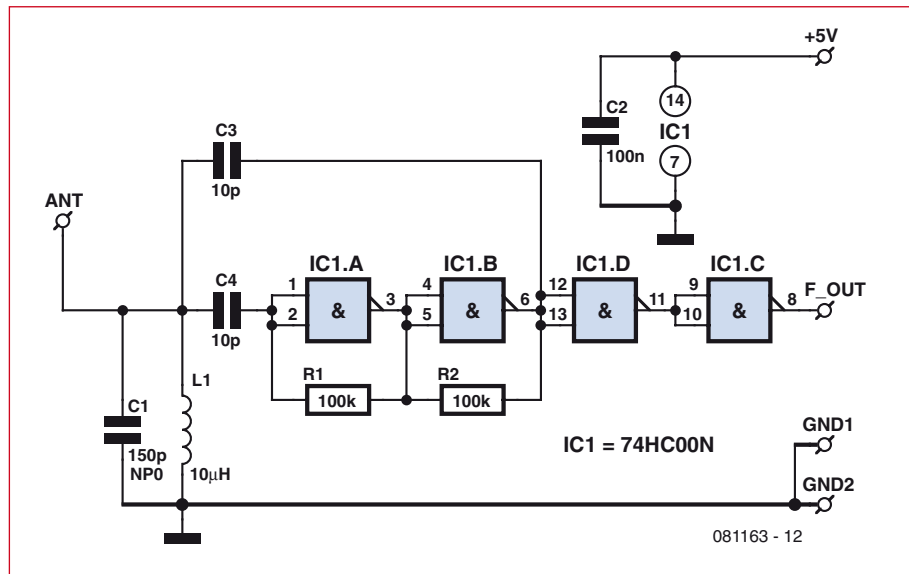 +5V
C3
C2
14
IC1
7
100n
10p
ANT
IC1.A
IC1.B
IC1.D
IC1.C
C4
1
2
&
3
4
5
&
6
12
13
&
11
9
10
&
8
F_OUT
10p
L1
R1
100k
R2
100k
C1
150p
NP0
10µH
IC1 = 74HC00N
GND1
GND2
081163 - 12